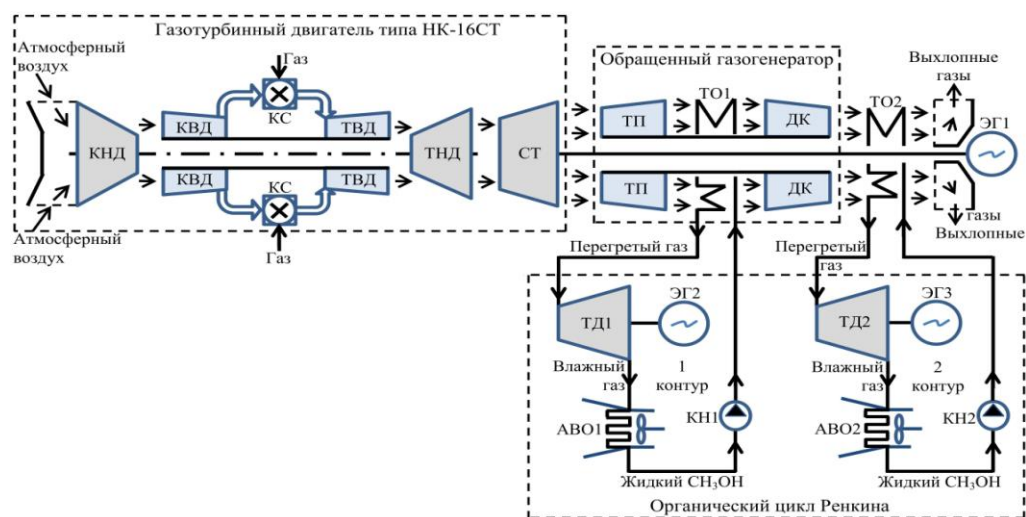 Газотурбинный двигатель типа НК-16СТ
Атмосферный
воздух
Газ
КС
КВД
ТВД
КНД
ТНД
СТ
КВД
ТВД
КС
Газ
Атмосферный
воздух
Обращенный газогенератор
ТО1
ТП
ДК
ТП
ДК
ТО2
Выхлопные
газы
ЭГ1
газы
Выхлопные
Перегретый газ
Перегретый
газ
ТД1
ЭГ2
Влажный
газ
1
контур
АВО1
КН1
Жидкий CH₃OH
ТД2
ЭГ3
Влажный
газ
2
контур
АВО2
КН2
Жидкий CH₃OH
Органический цикл Ренкина